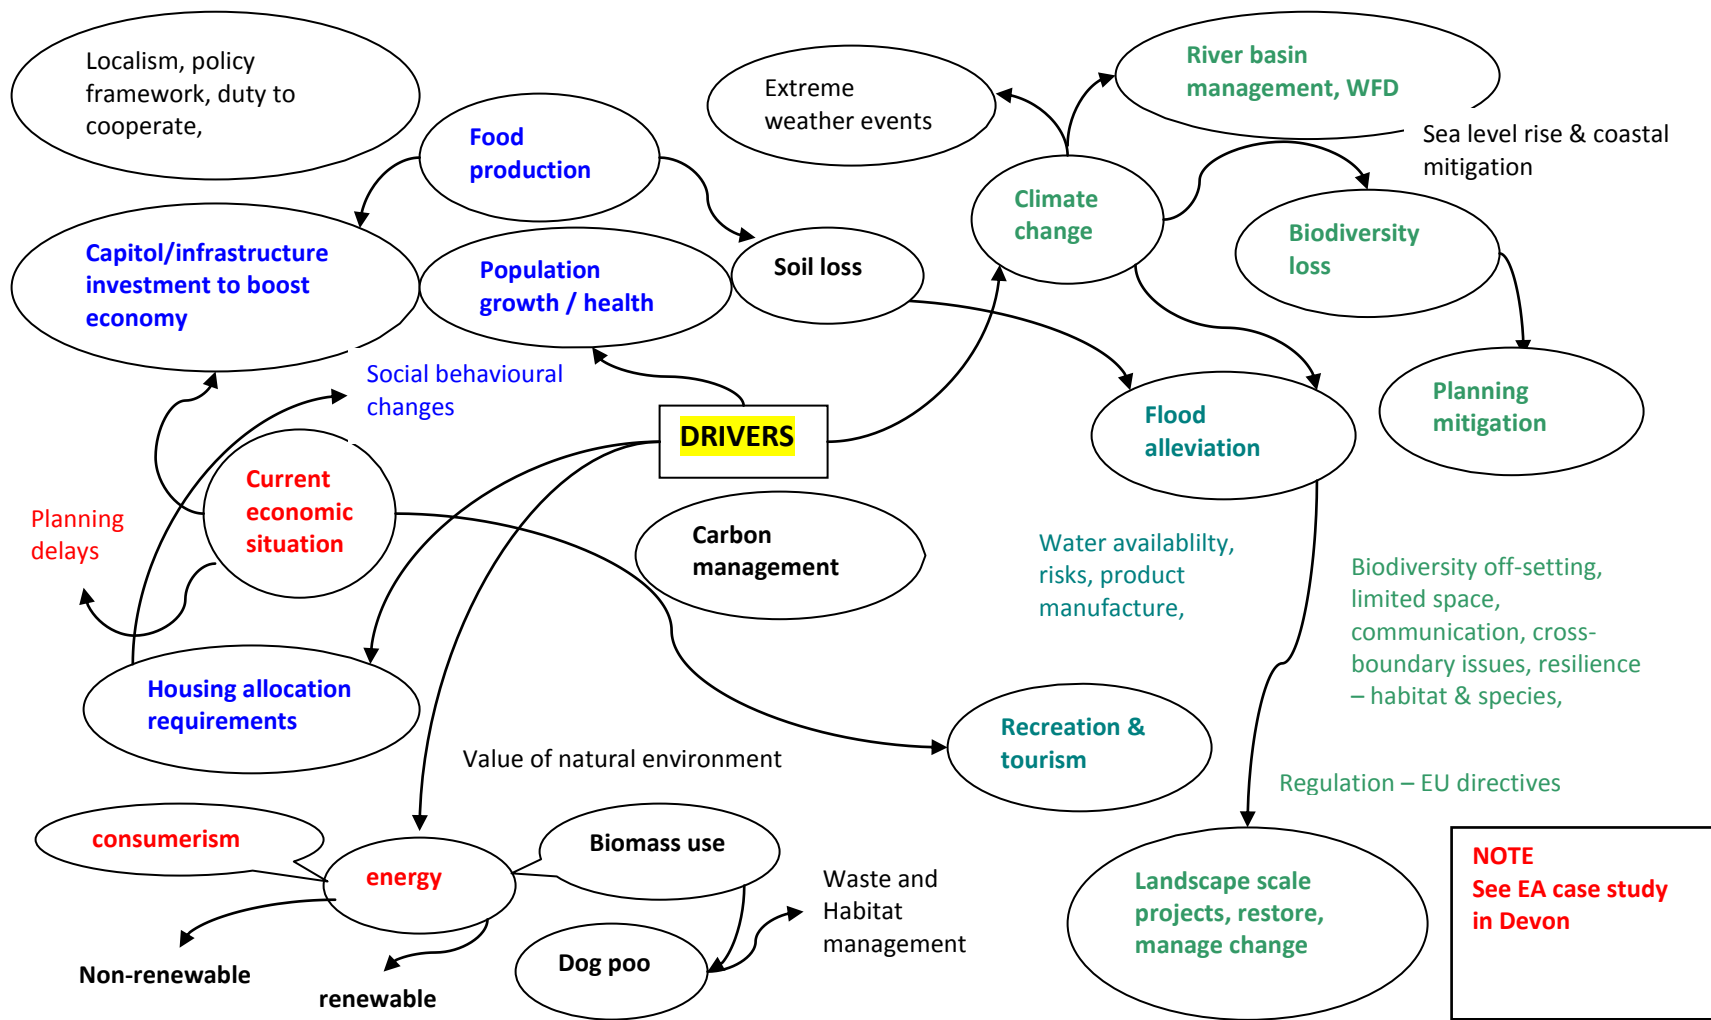 Localism, policy
framework, duty to
cooperate,
Food
production
Extreme
weather events
River basin
management, WFD
Sea level rise & coastal
mitigation
Climate
change
Biodiversity
loss
Capitol/infrastructure
investment to boost
economy
Population
growth / health
Soil loss
Social behavioural
changes
DRIVERS
Flood
alleviation
Planning
mitigation
Current
economic
situation
Planning
delays
Carbon
management
Water availablilty,
risks, product
manufacture,
Biodiversity off-setting,
limited space,
communication, cross-
boundary issues, resilience
– habitat & species,
Housing allocation
requirements
Recreation &
tourism
Value of natural environment
Regulation – EU directives
consumerism
energy
Biomass use
Waste and
Habitat
management
Dog poo
Non-renewable
renewable
Landscape scale
projects, restore,
manage change
NOTE
See EA case study
in Devon